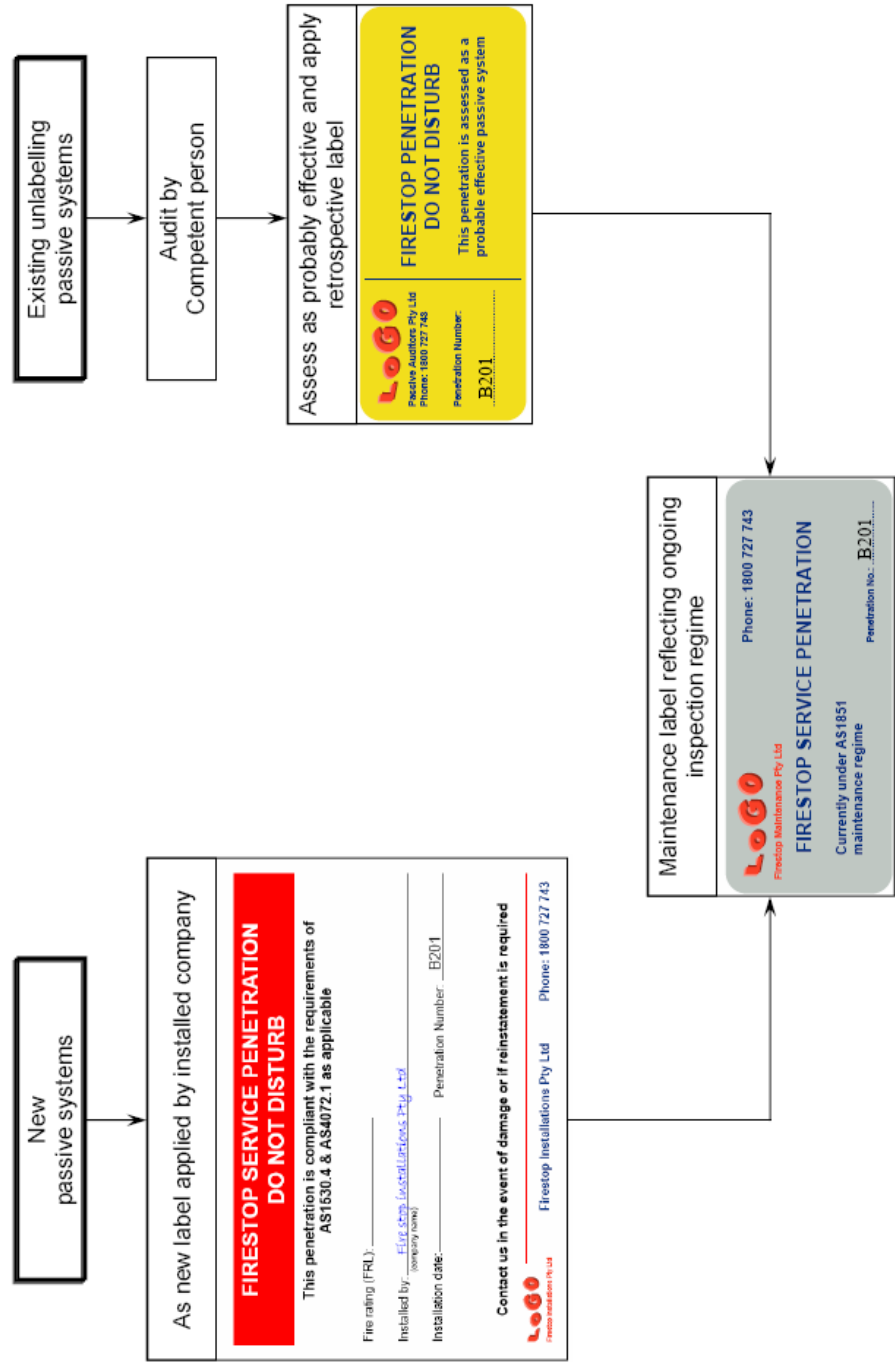 New
passive systems
As new label applied by installed company
FIRESTOP SERVICE PENETRATION
DO NOT DISTURB
This penetration is compliant with the requirements of
AS1530.4 & AS4072.1 as applicable
Fire rating (FRL):
Installed by: Fire stop Installations Pty Ltd
(company name)
Installation date: Penetration Number: B201
Contact us in the event of damage or if reinstatement is required
LoGO
Firestop Installations Pty Ltd
Firestop Installations Pty Ltd Phone: 1800 727 743
Existing unlabelling
passive systems
Audit by
Competent person
Assess as probably effective and apply
retrospective label
LoGO
Passive Auditors Pty Ltd
Phone: 1800 727 743
Penetration Number:
B201
FIRESTOP PENETRATION
DO NOT DISTURB
This penetration is assessed as a
probable effective passive system
Maintenance label reflecting ongoing
inspection regime
LoGO
Firestop Maintenance Pty Ltd
Phone: 1800 727 743
FIRESTOP SERVICE PENETRATION
Currently under AS1851
maintenance regime
Penetration No.: B201